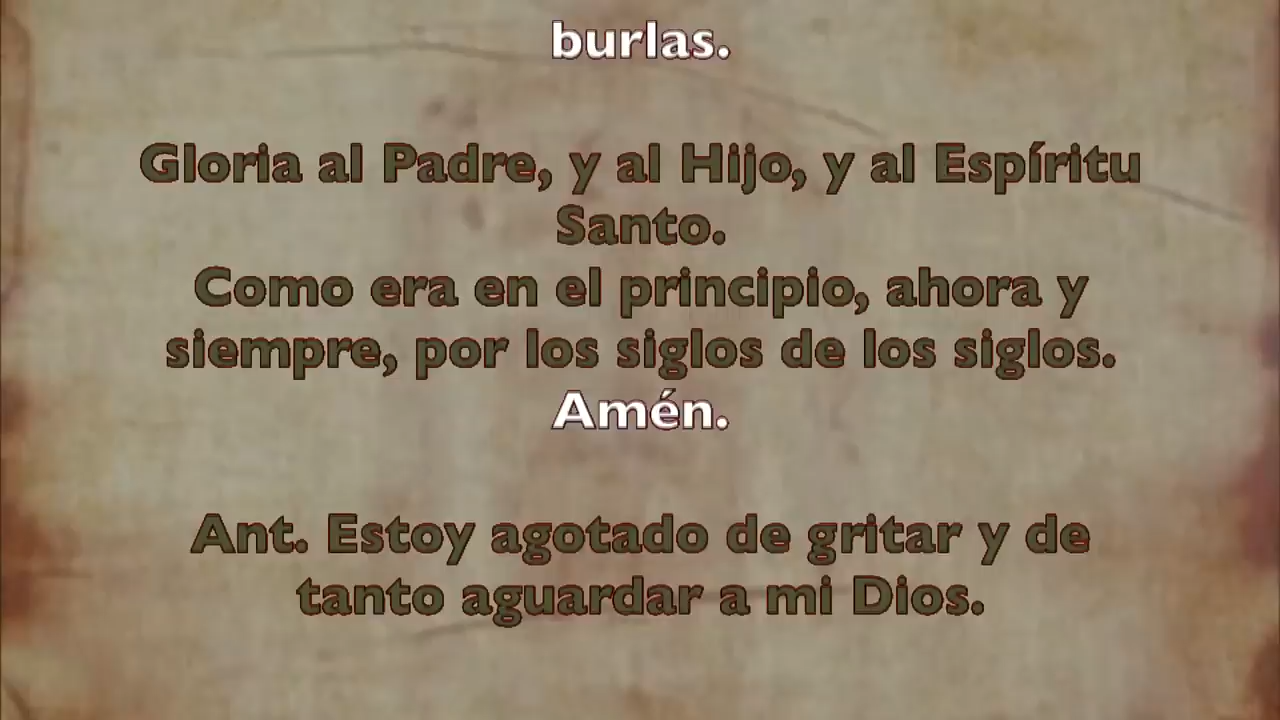 burlas.
Gloria al Padre, y al Hijo, y al Espíritu
Santo.
Como era en el principio, ahora y
siempre, por los siglos de los siglos.
Amén.
Ant. Estoy agotado de gritar y de
tanto aguardar a mi Dios.